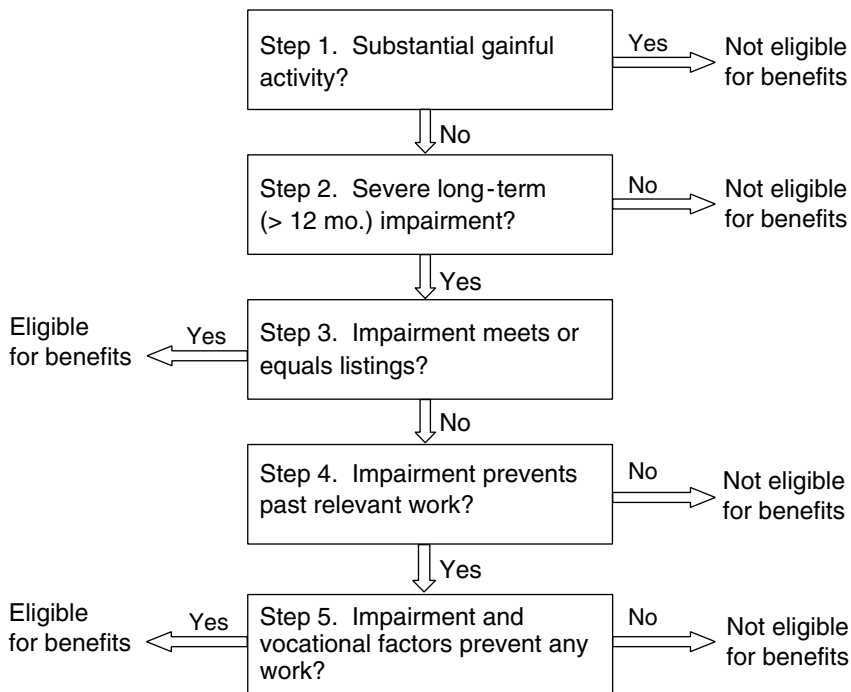 Step 1. Substantial gainful
activity?
Yes
Not eligible
for benefits
No
Step 2. Severe long-term
(> 12 mo.) impairment?
No
Not eligible
for benefits
Yes
Eligible
for benefits
Yes
Step 3. Impairment meets or
equals listings?
No
Step 4. Impairment prevents
past relevant work?
No
Not eligible
for benefits
Yes
Eligible
for benefits
Yes
Step 5. Impairment and
vocational factors prevent any
work?
No
Not eligible
for benefits